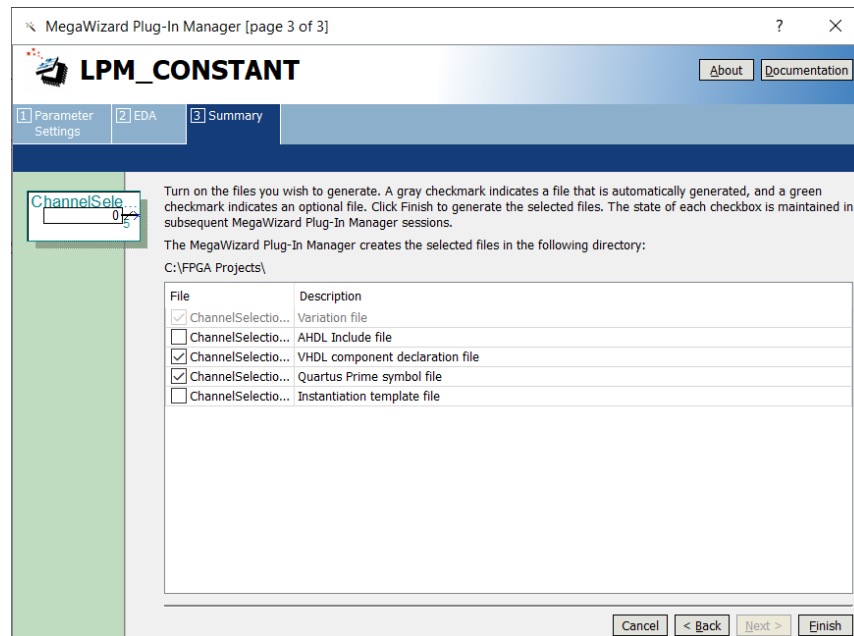 MegaWizard Plug-In Manager [page 3 of 3]
?
LPM_CONSTANT
About
Documentation
1 Parameter Settings
2 EDA
3 Summary
ChannelSele...
0
5
Turn on the files you wish to generate. A gray checkmark indicates a file that is automatically generated, and a green
checkmark indicates an optional file. Click Finish to generate the selected files. The state of each checkbox is maintained in
subsequent MegaWizard Plug-In Manager sessions.
The MegaWizard Plug-In Manager creates the selected files in the following directory:
C:\FPGA Projects\
File Description
ChannelSelectio... Variation file
ChannelSelectio... AHDL Include file
ChannelSelectio... VHDL component declaration file
ChannelSelectio... Quartus Prime symbol file
ChannelSelectio... Instantiation template file
Cancel < Back Next > Finish